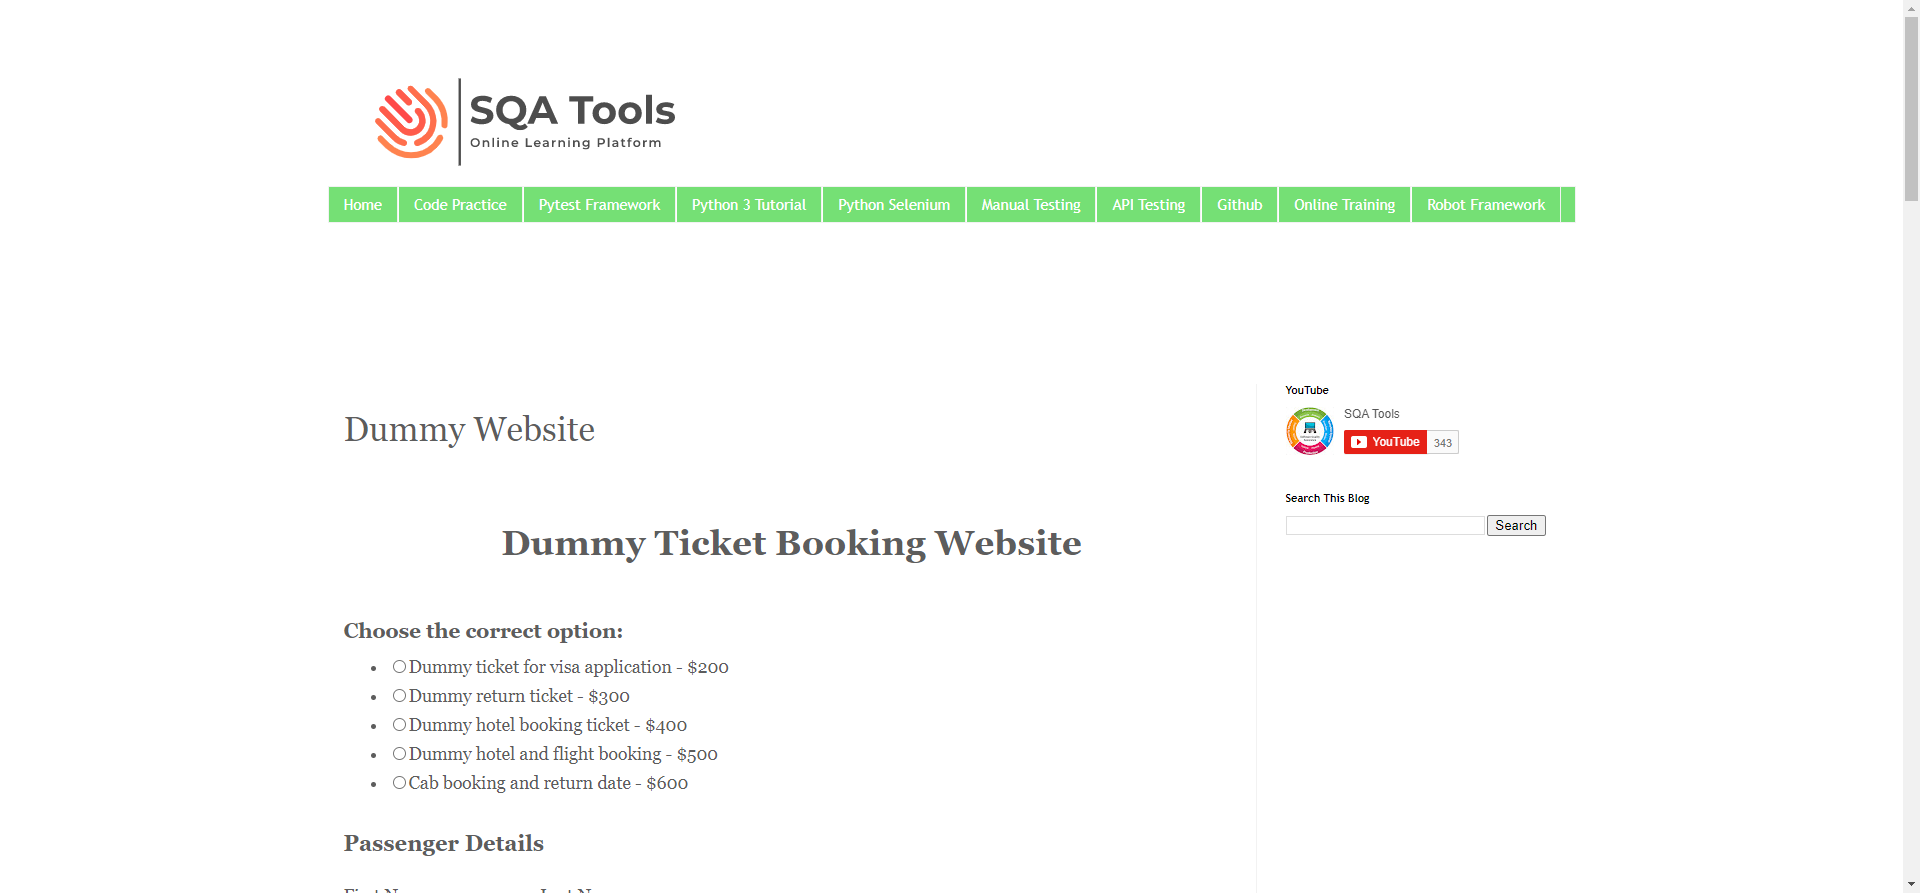 SQA Tools
Online Learning Platform
Home Code Practice Pytest Framework Python 3 Tutorial Python Selenium Manual Testing API Testing Github Online Training Robot Framework
Dummy Website
Dummy Ticket Booking Website
Choose the correct option:
Dummy ticket for visa application - $200
Dummy return ticket - $300
Dummy hotel booking ticket - $400
Dummy hotel and flight booking - $500
Cab booking and return date - $600
Passenger Details
YouTube
SQA Tools
YouTube 343
Search This Blog
Search